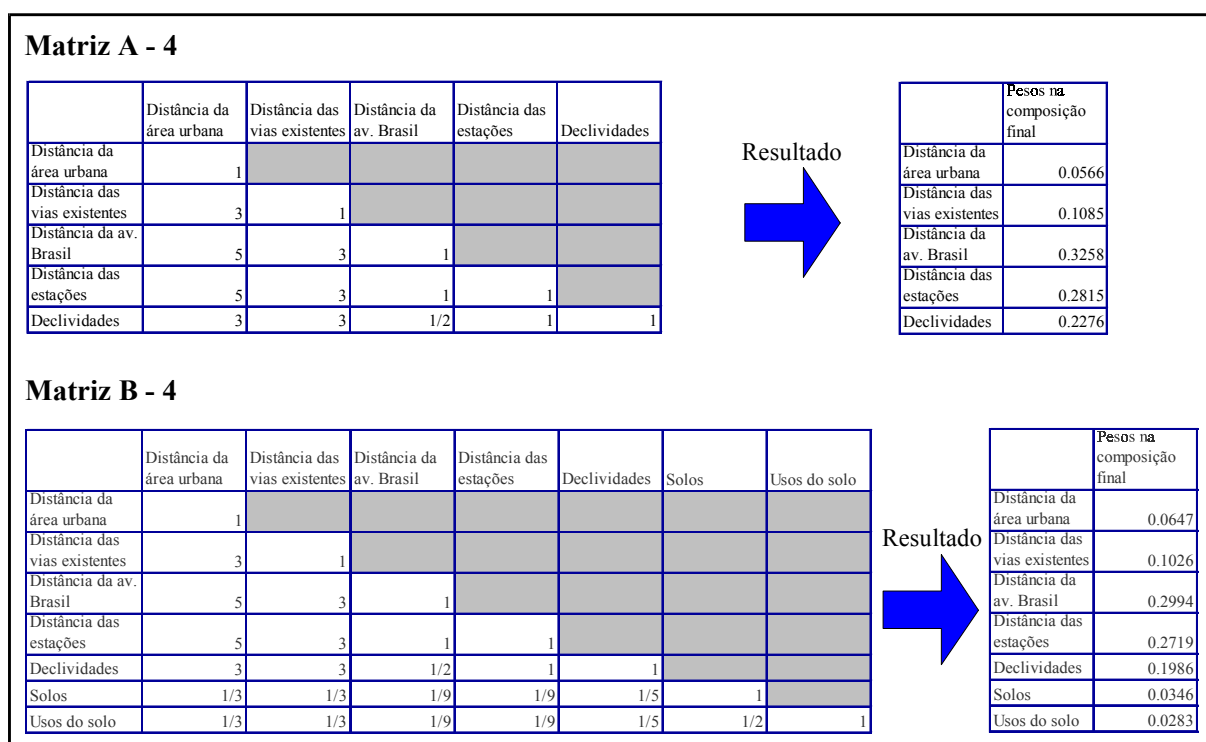 Matriz A - 4
Distância da área urbana	Distância das vias existentes	Distância da av. Brasil	Distância das estações	Declividades
Distância da área urbana	1
Distância das vias existentes	3	1
Distância da av. Brasil	5	3	1
Distância das estações	5	3	1	1
Declividades	3	3	1/2	1	1
Resultado
Pesos na composição final
Distância da área urbana	0.0566
Distância das vias existentes	0.1085
Distância da av. Brasil	0.3258
Distância das estações	0.2815
Declividades	0.2276
Matriz B - 4
Distância da área urbana	Distância das vias existentes	Distância da av. Brasil	Distância das estações	Declividades	Solos	Usos do solo
Distância da área urbana	1
Distância das vias existentes	3	1
Distância da av. Brasil	5	3	1
Distância das estações	5	3	1	1
Declividades	3	3	1/2	1	1
Solos	1/3	1/3	1/9	1/9	1/5	1
Usos do solo	1/3	1/3	1/9	1/9	1/5	1/2	1
Resultado
Pesos na composição final
Distância da área urbana	0.0647
Distância das vias existentes	0.1026
Distância da av. Brasil	0.2994
Distância das estações	0.2719
Declividades	0.1986
Solos	0.0346
Usos do solo	0.0283